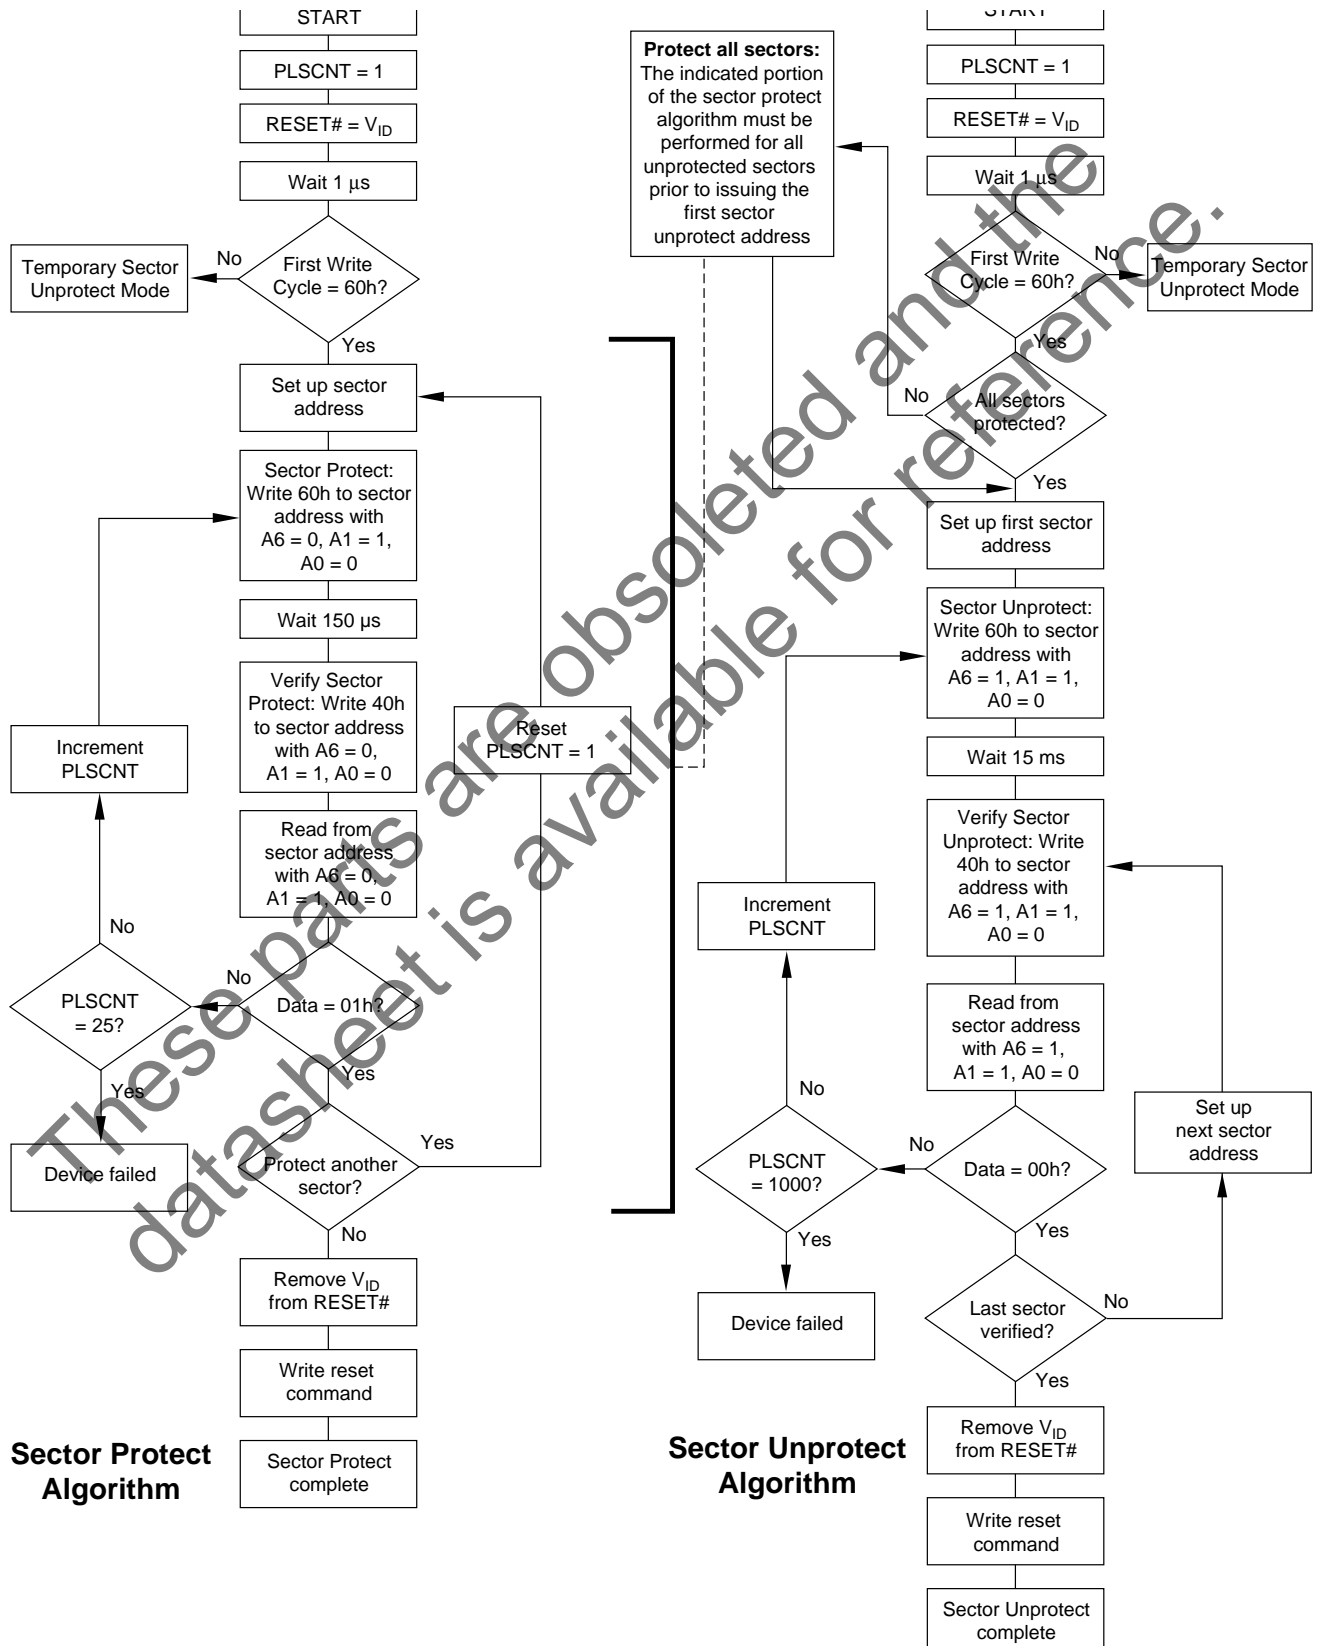 START
PLSCNT = 1
RESET# = VID
Wait 1 μs
First Write
Cycle = 60h?
No
Temporary Sector
Unprotect Mode
Yes
Set up sector
address
Sector Protect:
Write 60h to sector
address with
A6 = 0, A1 = 1,
A0 = 0
Wait 150 µs
Verify Sector
Protect: Write 40h
to sector address
with A6 = 0,
A1 = 1, A0 = 0
Reset
PLSCNT = 1
Increment
PLSCNT
Read from
sector address
with A6 = 0,
A1 = 1, A0 = 0
No
PLSCNT
= 25?
No
Data = 01h?
Yes
Yes
Device failed
Protect another
sector?
Yes
No
Remove VID
from RESET#
Write reset
command
Sector Protect
complete
Sector Protect
Algorithm
Protect all sectors:
The indicated portion
of the sector protect
algorithm must be
performed for all
unprotected sectors
prior to issuing the
first sector
unprotect address
START
PLSCNT = 1
RESET# = VID
Wait 1 μs
First Write
Cycle = 60h?
No
Temporary Sector
Unprotect Mode
Yes
No
All sectors
protected?
Yes
Set up first sector
address
Sector Unprotect:
Write 60h to sector
address with
A6 = 1, A1 = 1,
A0 = 0
Wait 15 ms
Verify Sector
Unprotect: Write
40h to sector
address with
A6 = 1, A1 = 1,
A0 = 0
Increment
PLSCNT
Read from
sector address
with A6 = 1,
A1 = 1, A0 = 0
No
PLSCNT
= 1000?
No
Data = 00h?
Set up
next sector
address
Yes
Yes
Device failed
Last sector
verified?
No
Yes
Remove VID
from RESET#
Write reset
command
Sector Unprotect
complete
Sector Unprotect
Algorithm
These parts are obsoleted and the
datasheet is available for reference.